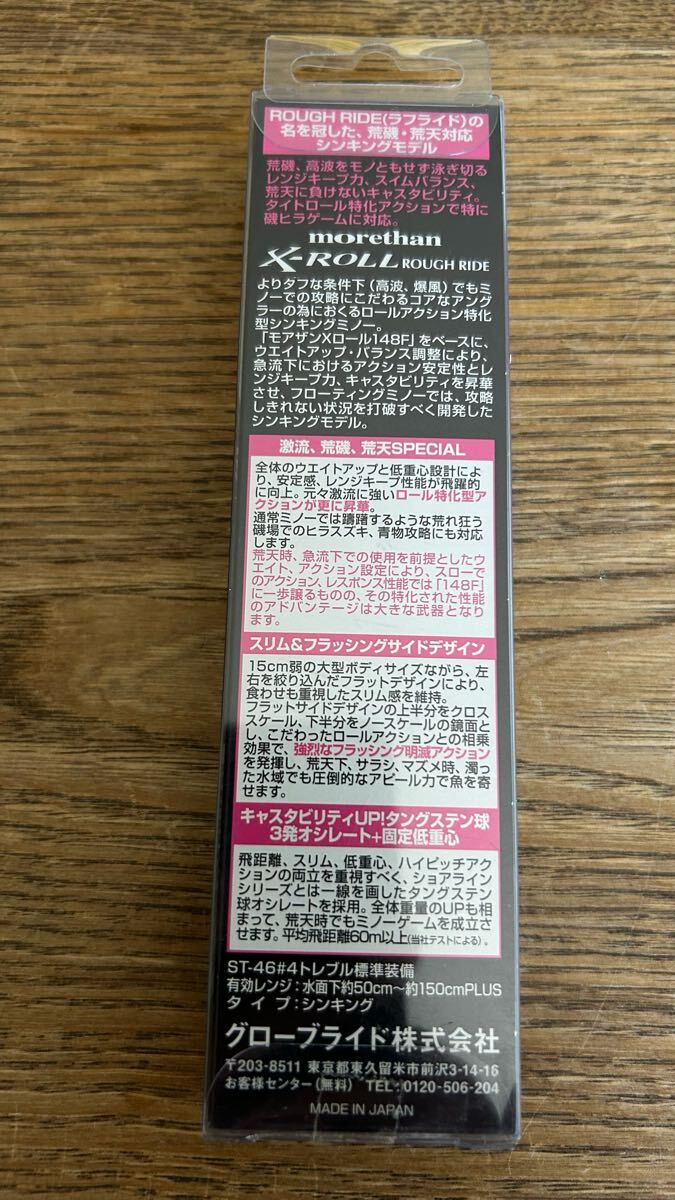 ROUGH RIDE(ラフライド)の
名を冠した、荒磯・荒天対応
シンキングモデル
荒磯、高波をモノともせず泳ぎ切る
レンジキープ力、スイムバランス、
荒天に負けないキャスタビリティ。
タイトロール特化アクションで特に
磯ヒラゲームに対応。
morethan
X-ROLL ROUGH RIDE
よりタフな条件下(高波、爆風)でもミ
ノーでの攻略にこだわるコアなアング
ラーの為におくるロールアクション特化
型シンキングミノー。
「モアザンXロール148F」をベースに、
ウエイトアップ・バランス調整により、
急流下におけるアクション安定性とレ
ンジキープ力、キャスタビリティを昇華
させ、フローティングミノーでは、攻略
しきれない状況を打破すべく開発した
シンキングモデル。
激流、荒磯、荒天SPECIAL
全体のウエイトアップと低重心設計によ
り、安定感、レンジキープ性能が飛躍的
に向上。元々激流に強いロール特化型ア
クションが更に昇華。
通常ミノーでは躊躇するような荒れ狂う
磯場でのヒラスズキ、青物攻略にも対応
します。
荒天時、急流下での使用を前提としたウ
エイト、アクション設定により、スローで
のアクション、レスポンス性能では「148F」
に一歩譲るものの、その特化された性能
のアドバンテージは大きな武器となり
ます。
スリム&フラッシングサイドデザイン
15cm弱の大型ボディサイズながら、左
右を絞り込んだフラットデザインにより、
食わせも重視したスリム感を維持。
フラットサイドデザインの上半分をクロス
スケール、下半分をノースケールの鏡面と
し、こだわったロールアクションとの相乗
効果で、強烈なフラッシング明滅アクション
を発揮し、荒天下、サラシ、マズメ時、濁っ
た水域でも圧倒的なアピール力で魚を寄
せます。
キャスタビリティUP!タングステン球
3発オシレート+固定低重心
飛距離、スリム、低重心、ハイピッチアク
ションの両立を重視すべく、ショアライン
シリーズとは一線を画したタングステン
球オシレートを採用。全体重量のUPも相
まって、荒天時でもミノーゲームを成立さ
せます。平均飛距離60m以上(当社テストによる)。
ST-46#4トレブル標準装備
有効レンジ:水面下約50cm〜約150cmPLUS
タイプ:シンキング
グローブライド株式会社
〒203-8511 東京都東久留米市前沢3-14-16
お客様センター(無料) TEL:0120-506-204
MADE IN JAPAN